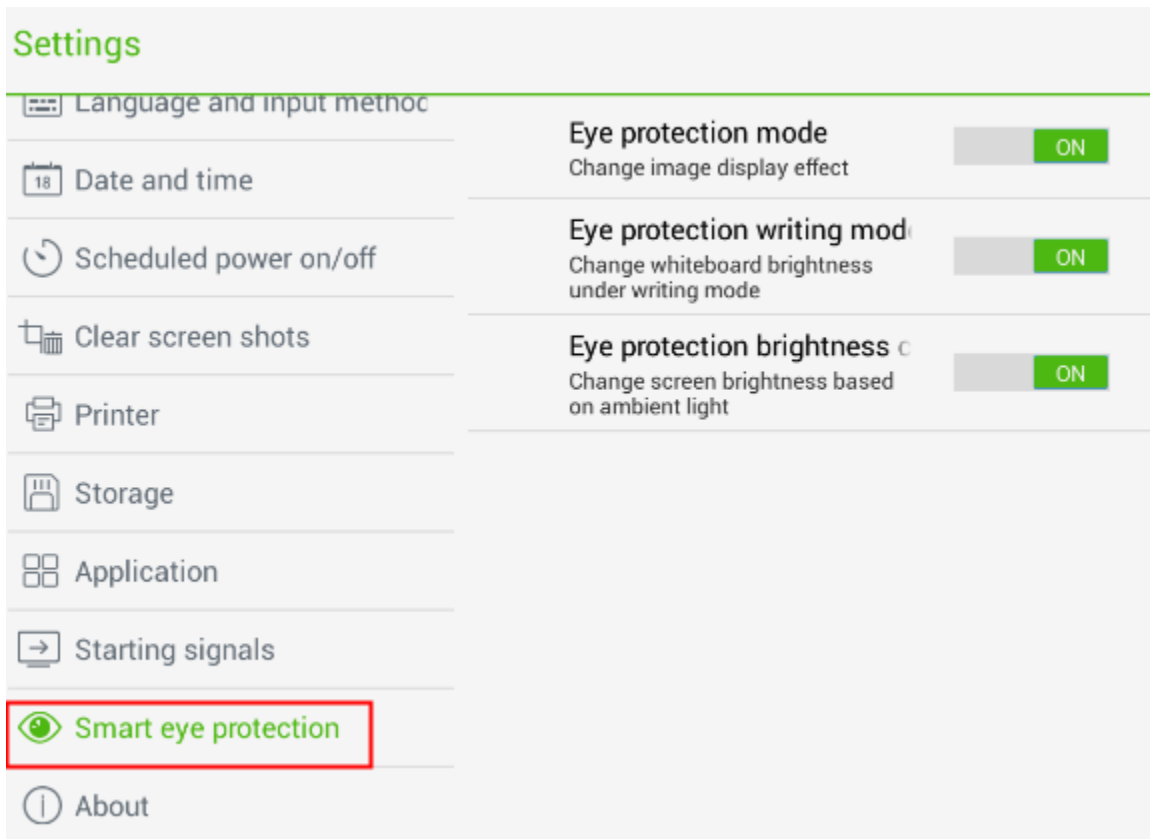 Settings
Language and input method
18 Date and time
Scheduled power on/off
Clear screen shots
Printer
Storage
Application
Starting signals
Smart eye protection
About
Eye protection mode
Change image display effect
ON
Eye protection writing mod
Change whiteboard brightness
under writing mode
ON
Eye protection brightness
Change screen brightness based
on ambient light
ON